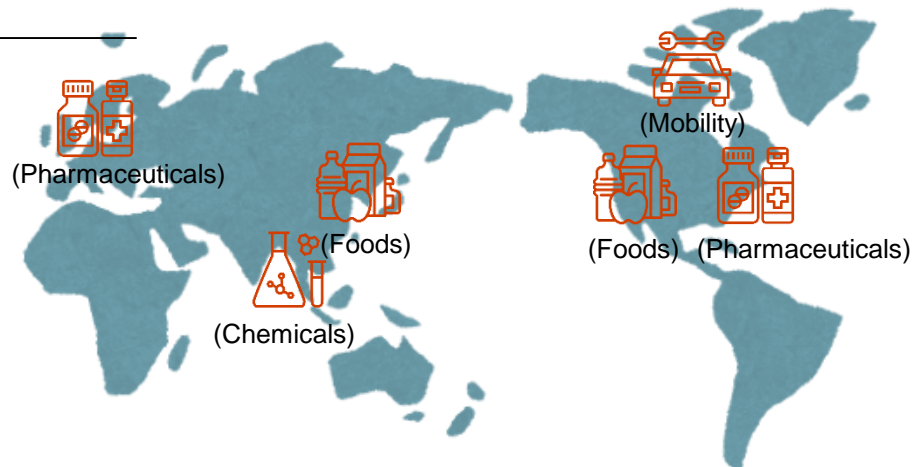 (Mobility)
(Pharmaceuticals)
(Foods)
(Foods) (Pharmaceuticals)
(Chemicals)